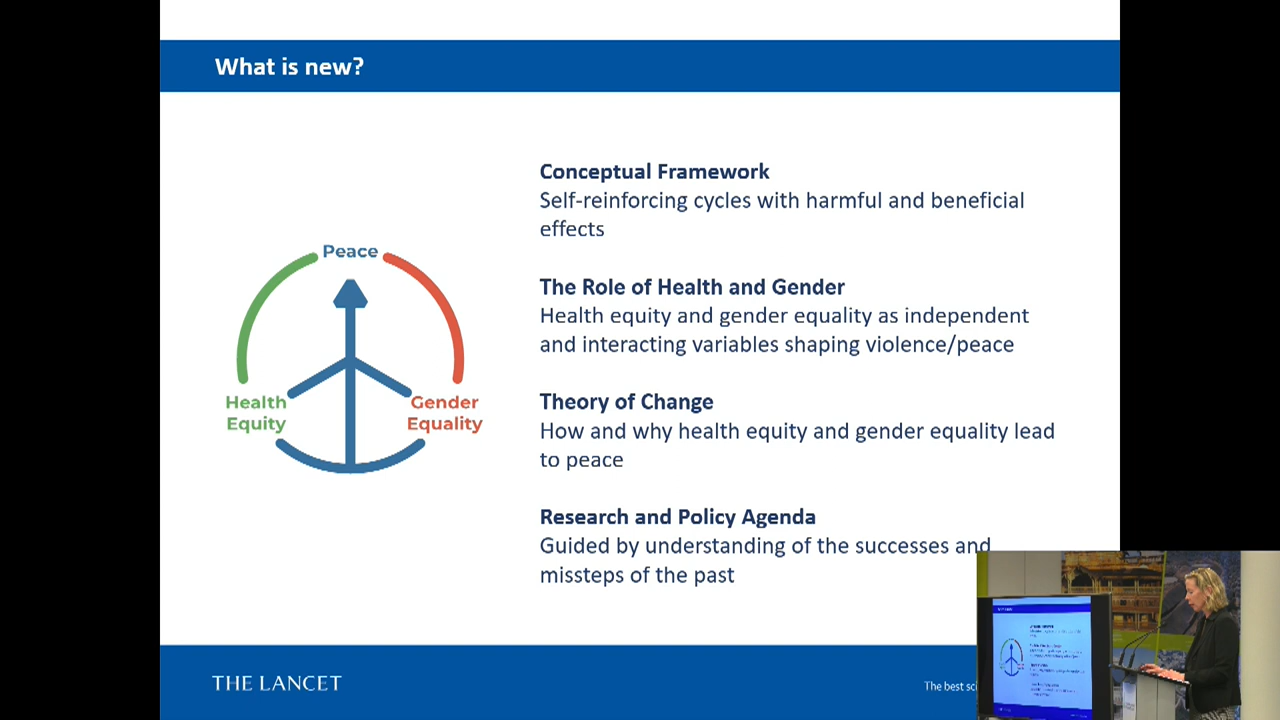 What is new?
Conceptual Framework
Self-reinforcing cycles with harmful and beneficial
effects
The Role of Health and Gender
Health equity and gender equality as independent
and interacting variables shaping violence/peace
Theory of Change
How and why health equity and gender equality lead
to peace
Research and Policy Agenda
Guided by understanding of the successes and
missteps of the past
Peace
Health
Equity
Gender
Equality
THE LANCET
The best